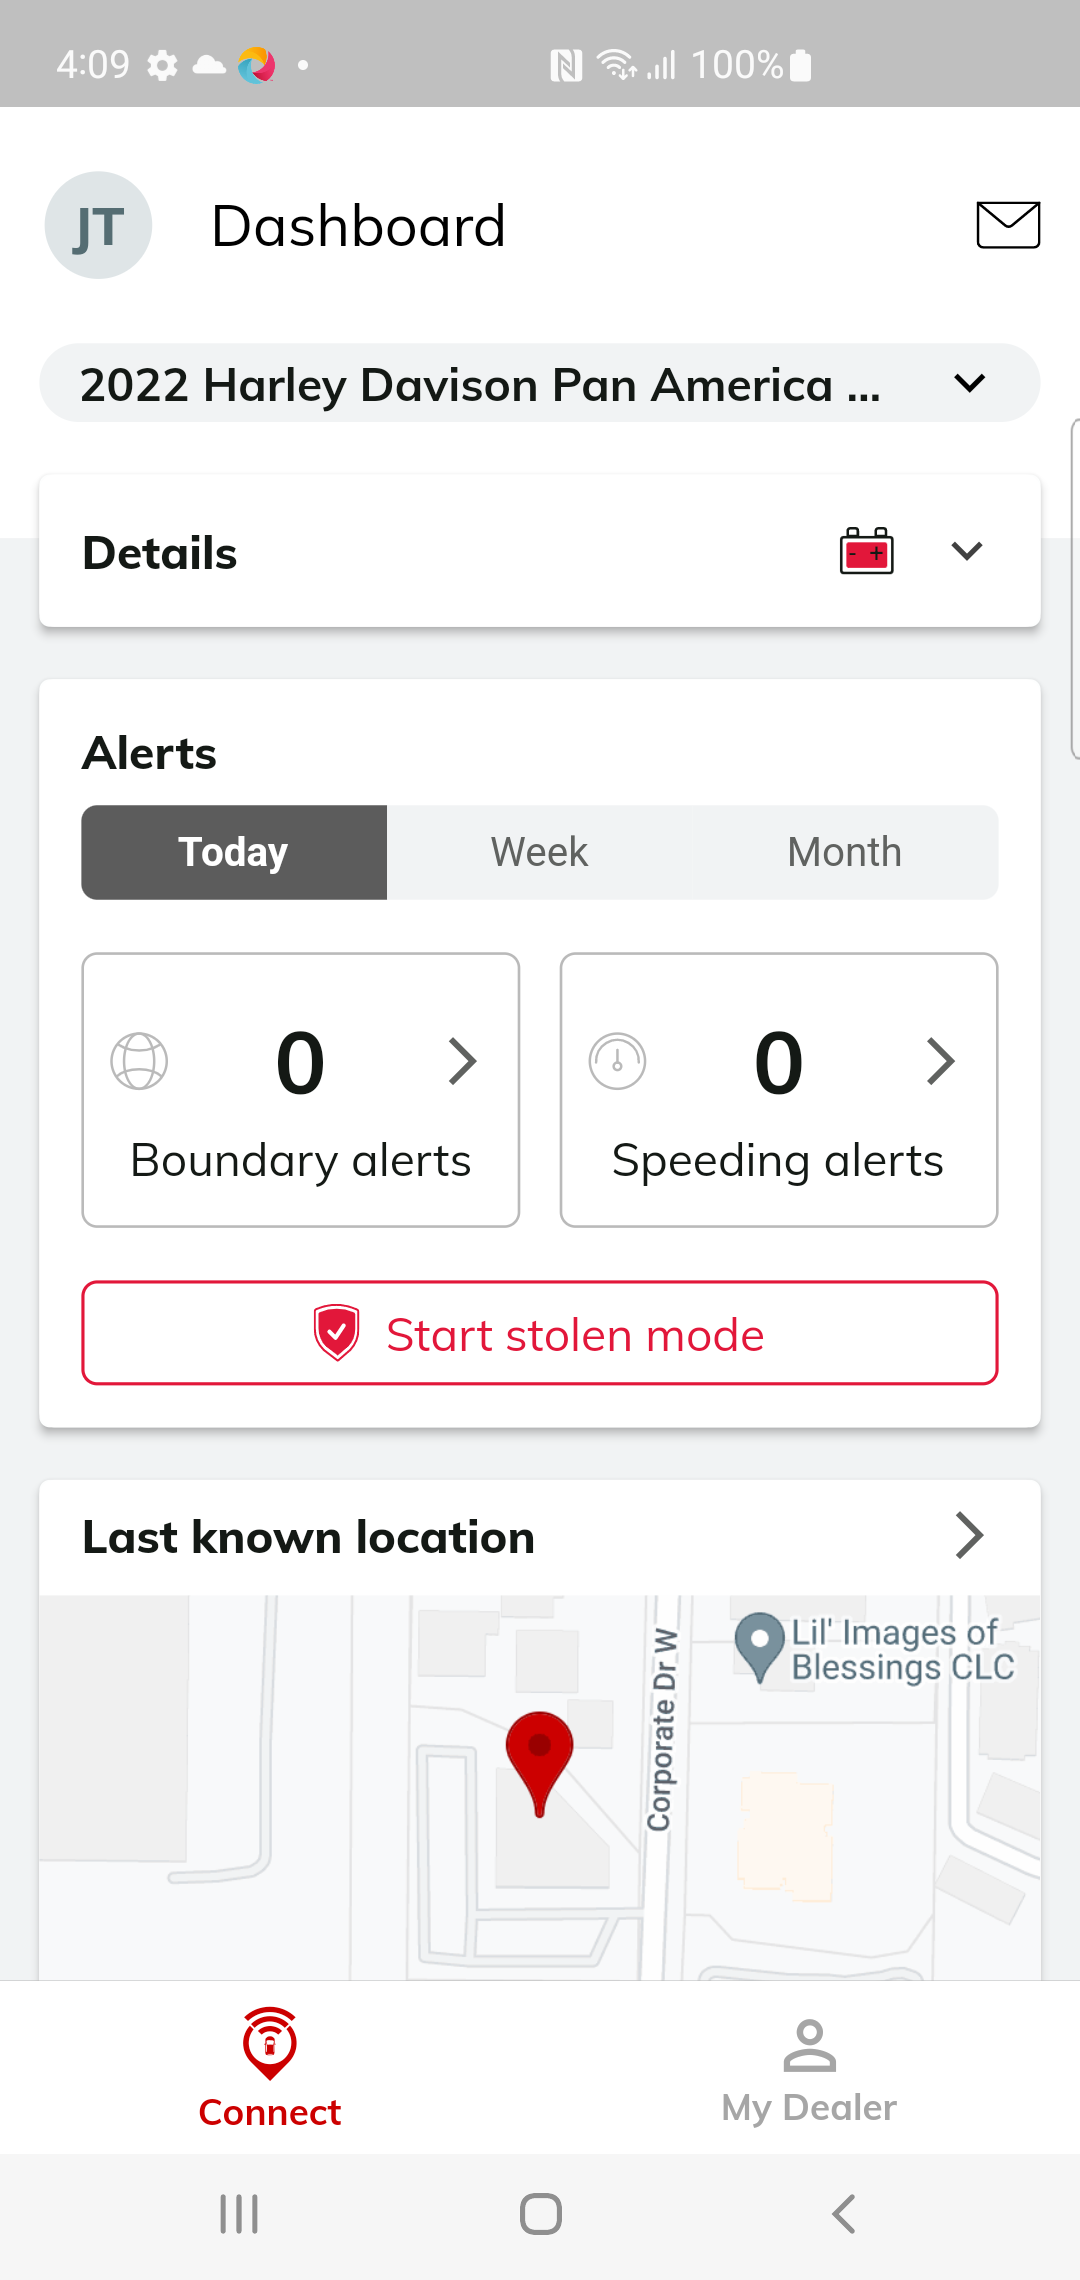 4:09
100%
JT
Dashboard
2022 Harley Davison Pan America ...
Details
- +
Alerts
Today
Week
Month
0
0
Boundary alerts
Speeding alerts
Start stolen mode
Last known location
Lil' Images of
Blessings CLC
Corporate Dr W
Connect
My Dealer